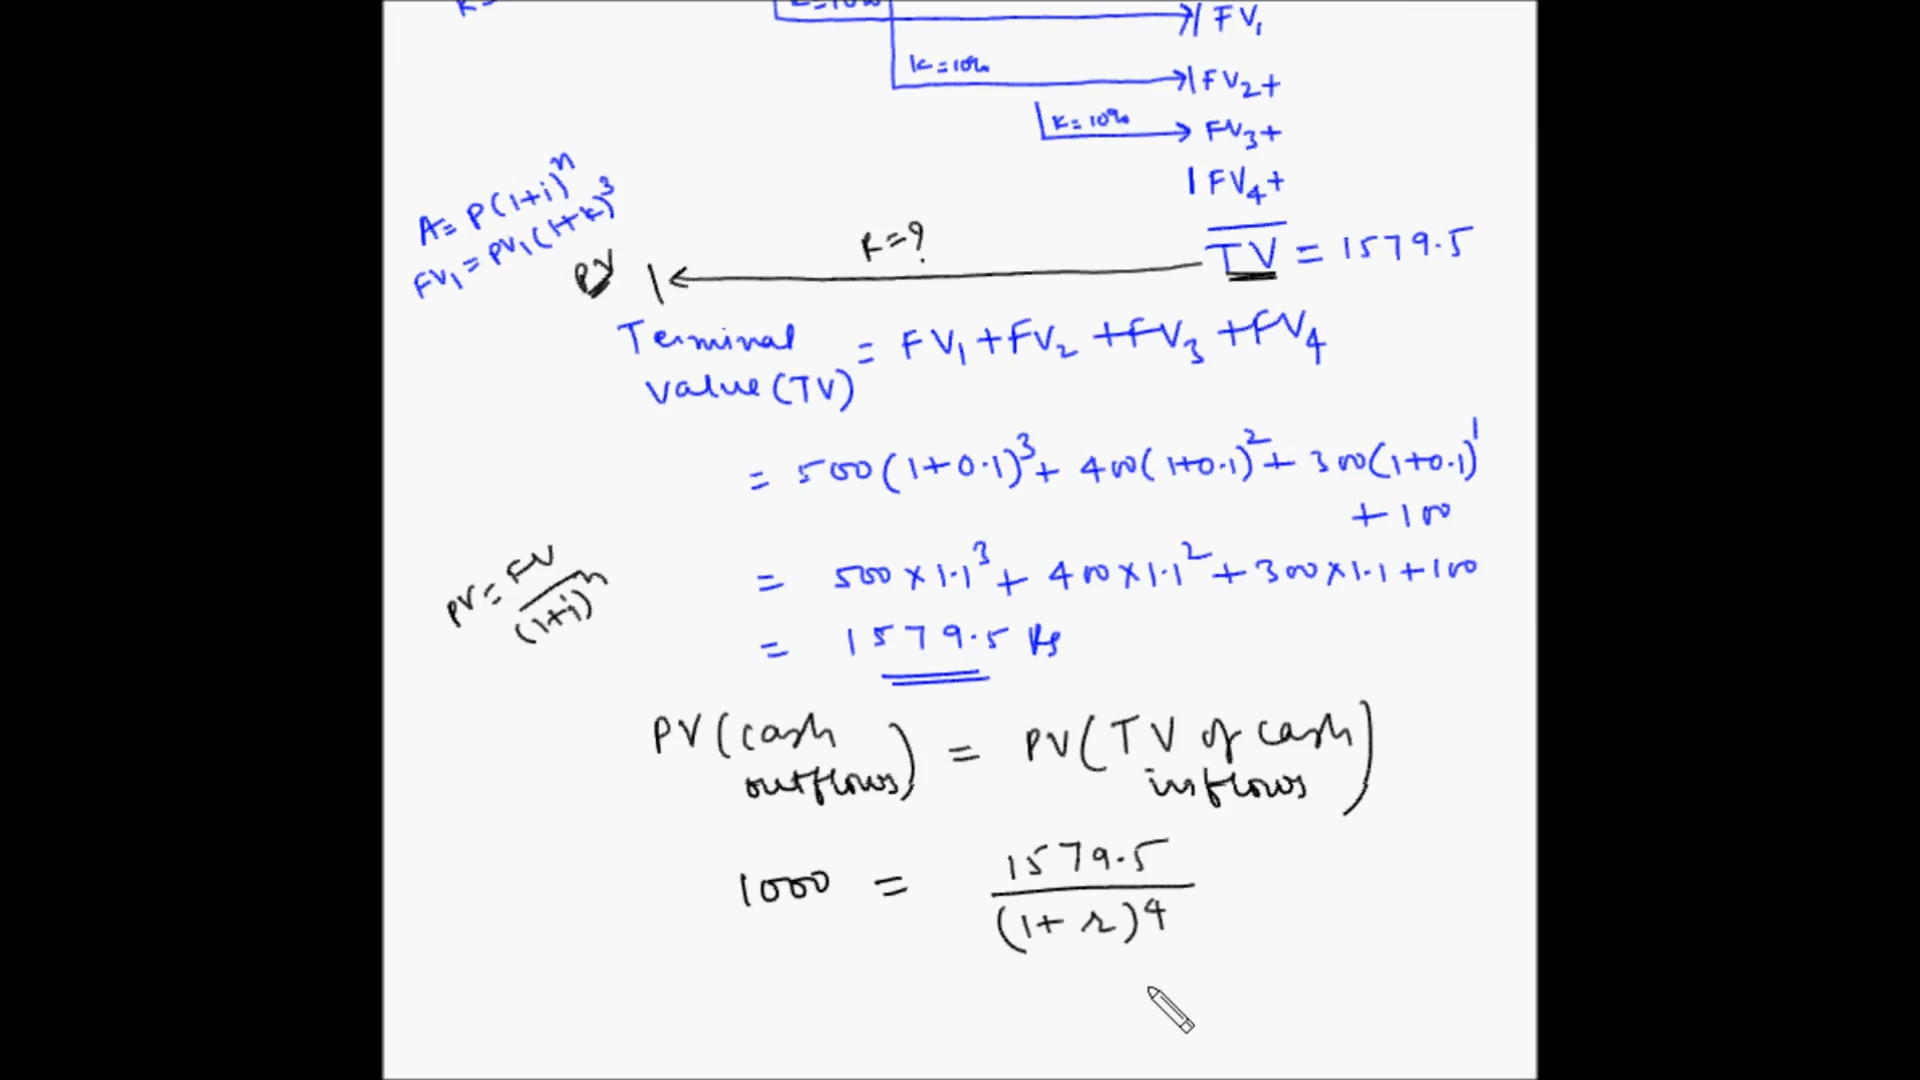 K=10%
FV₁
K=10%
FV₂+
K=10%
FV₃+
FV₄+
A= P(1+i)ⁿ
FV₁ = PV₁(1+k)³
PV
r=?
TV = 1579.5
Terminal value(TV) = FV₁+FV₂+FV₃+FV₄
= 500(1+0.1)³+ 400(1+0.1)²+ 300(1+0.1)¹
+ 100
PV= FV/(1+i)ⁿ
= 500×1.1³+ 400×1.1²+300×1.1+100
= 1579.5 Rs
PV(cash outflows) = PV(TV of cash inflows)
1000 = 1579.5/(1+r)⁴